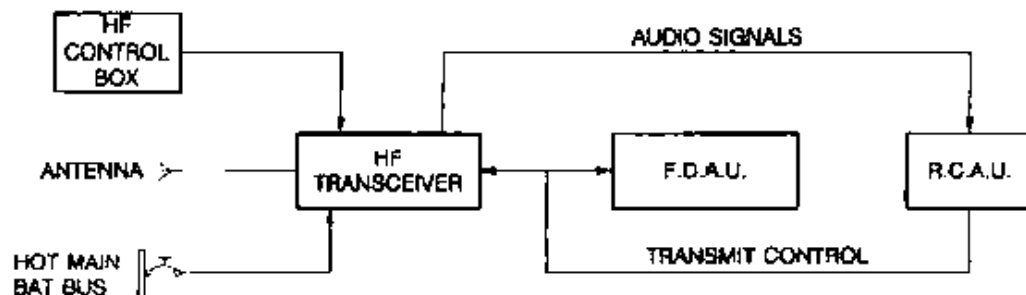 HF
CONTROL
BOX
AUDIO SIGNALS
ANTENNA
HF
TRANSCEIVER
F.D.A.U.
R.C.A.U.
HOT MAIN
BAT BUS
TRANSMIT CONTROL